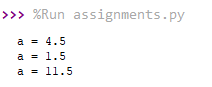 >>> %Run assignments.py
a = 4.5
a = 1.5
a = 11.5